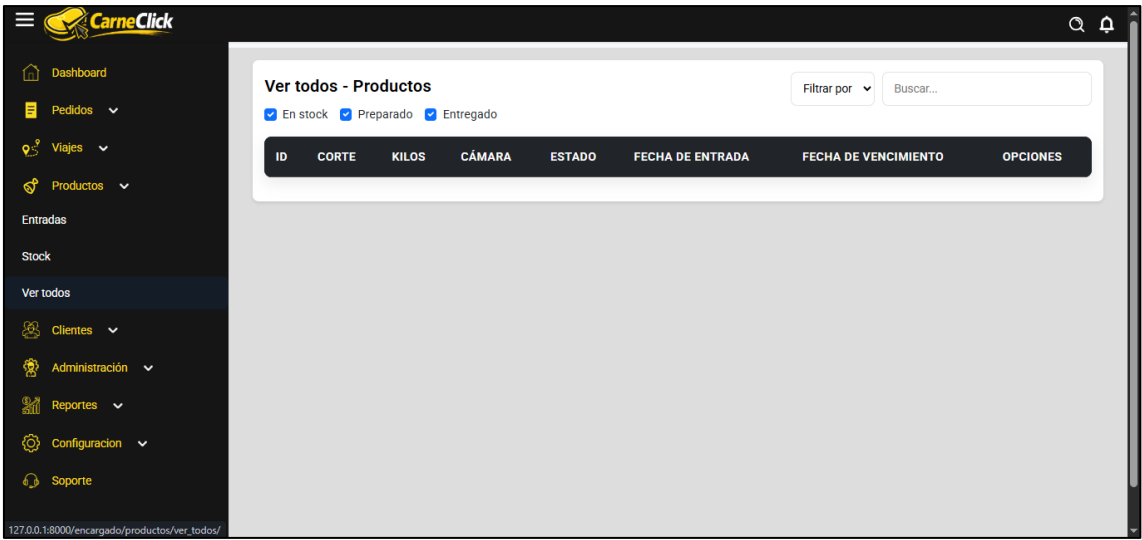 CarneClick
Dashboard
Pedidos
Viajes
Productos
Entradas
Stock
Ver todos
Clientes
Administración
Reportes
Configuracion
Soporte
127.0.0.1:8000/encargado/productos/ver_todos/
Ver todos - Productos
Filtrar por
Buscar...
En stock Preparado Entregado
ID CORTE KILOS CÁMARA ESTADO FECHA DE ENTRADA FECHA DE VENCIMIENTO OPCIONES